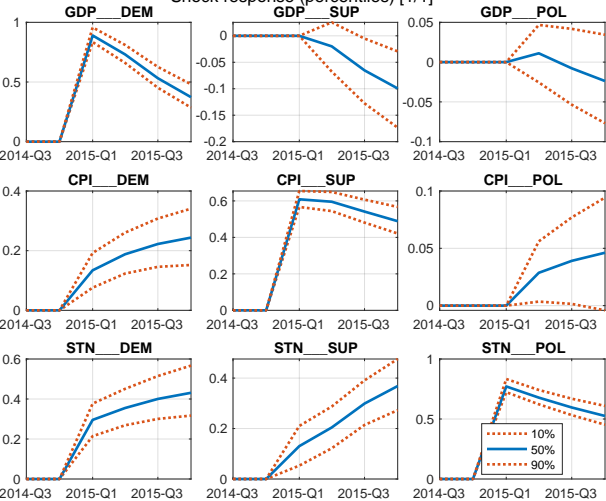 Shock response (percentiles) [1/1]
GDP___DEM GDP___SUP GDP___POL
1 0 0.05
0.5 -0.05 0
-0.1 -0.05
-0.15
0 -0.2 -0.1
2014-Q3 2015-Q1 2015-Q3 2014-Q3 2015-Q1 2015-Q3 2014-Q3 2015-Q1 2015-Q3
CPI___DEM CPI___SUP CPI___POL
0.4 0.6 0.1
0.2 0.4 0.05
0.2
0 0 0
2014-Q3 2015-Q1 2015-Q3 2014-Q3 2015-Q1 2015-Q3 2014-Q3 2015-Q1 2015-Q3
STN___DEM STN___SUP STN___POL
0.6 0.4 1
0.4 0.2 0.5
0.2
0 0 0
2014-Q3 2015-Q1 2015-Q3 2014-Q3 2015-Q1 2015-Q3 2014-Q3 2015-Q1 2015-Q3
10%
50%
90%